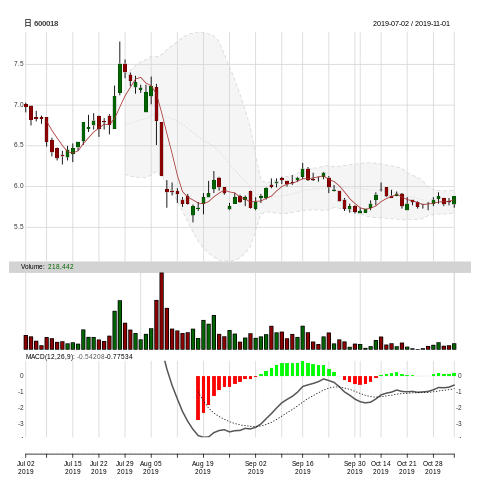 日 600018 2019-07-02 / 2019-11-01
7.5
7.0
6.5
6.0
5.5
Volume: 218,442
MACD(12,26,9): -0.54208-0.77534
0 0
-1 -1
-2 -2
-3 -3
Jul 02 Jul 15 Jul 22 Jul 29 Aug 05 Aug 19 Sep 02 Sep 16 Sep 30 Oct 14 Oct 21 Oct 28
2019 2019 2019 2019 2019 2019 2019 2019 2019 2019 2019 2019